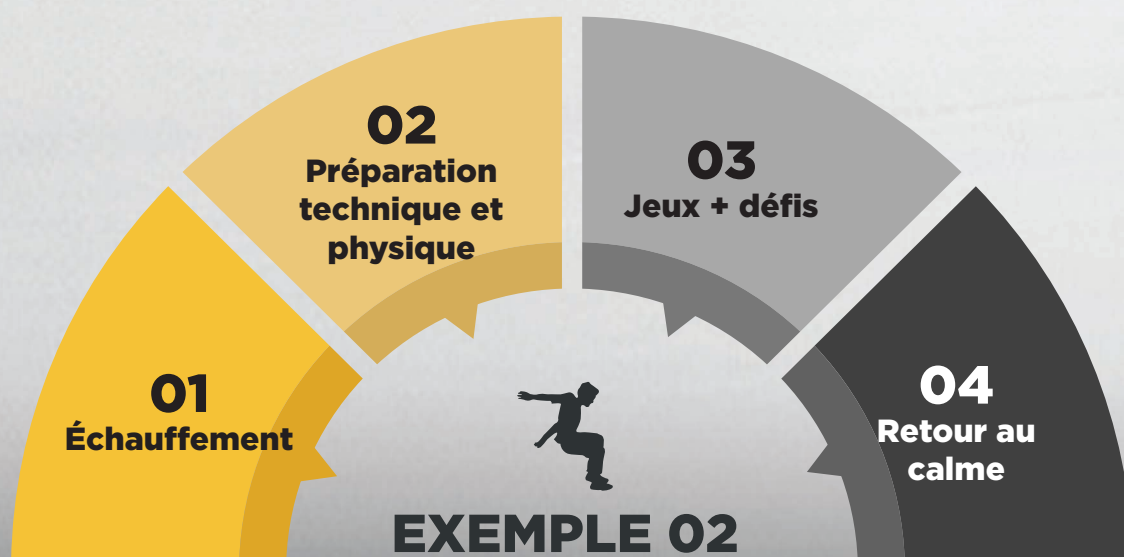 01
Échauffement
02
Préparation
technique et
physique
03
Jeux + défis
04
Retour au
calme
EXEMPLE 02